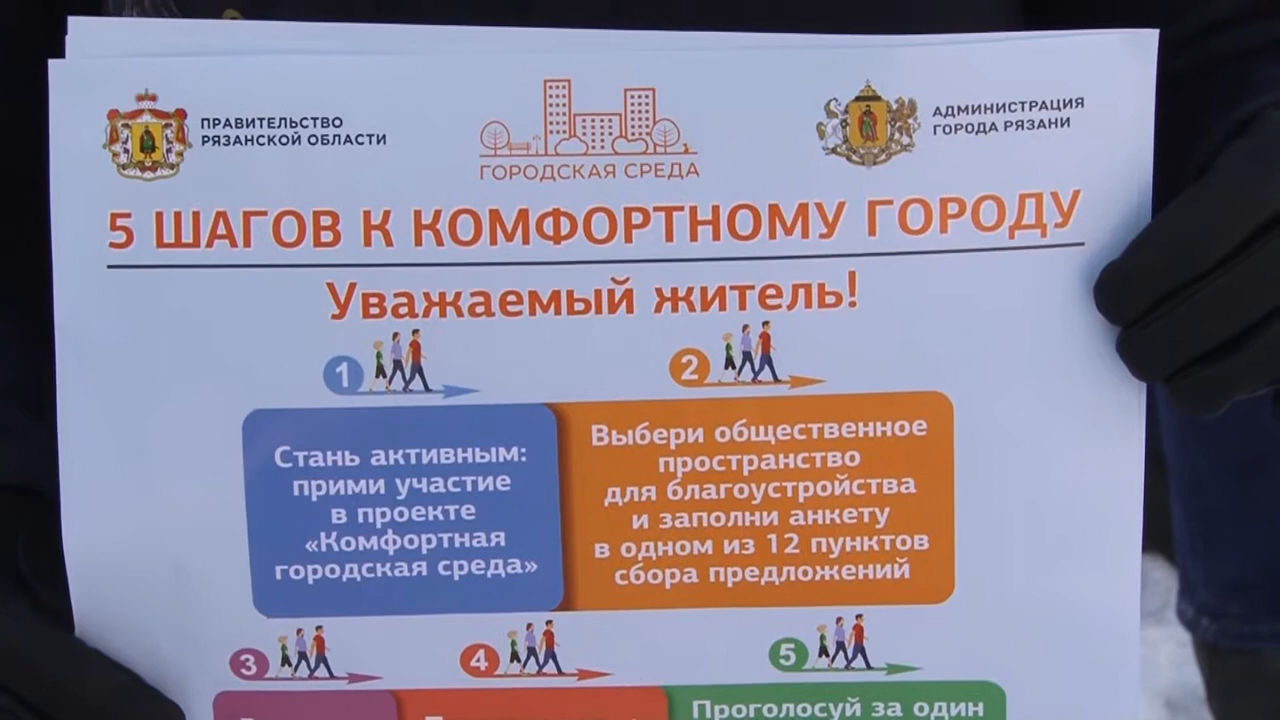 ПРАВИТЕЛЬСТВО
РЯЗАНСКОЙ ОБЛАСТИ
ГОРОДСКАЯ СРЕДА
АДМИНИСТРАЦИЯ
ГОРОДА РЯЗАНИ
5 ШАГОВ К КОМФОРТНОМУ ГОРОДУ
Уважаемый житель!
1
Стань активным:
прими участие
в проекте
«Комфортная
городская среда»
2
Выбери общественное
пространство
для благоустройства
и заполни анкету
в одном из 12 пунктов
сбора предложений
3
4
5
Проголосуй за один